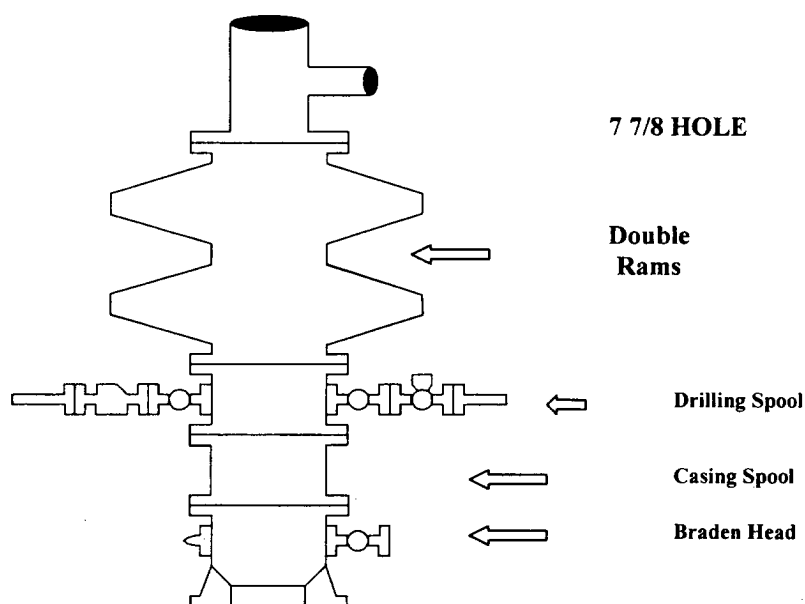 7 7/8 HOLE
Double
Rams
Drilling Spool
Casing Spool
Braden Head